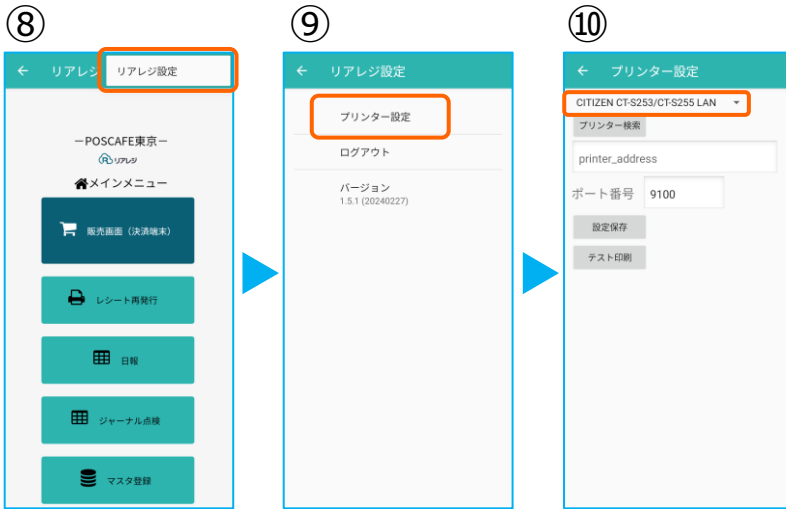 ⑧
リアレジ
リアレジ設定
－POSCAFE東京－
リアレジ
メインメニュー
販売画面（決済端末）
レシート再発行
日報
ジャーナル点検
マスタ登録
⑨
リアレジ設定
プリンター設定
ログアウト
バージョン
1.5.1 (20240227)
⑩
プリンター設定
CITIZEN CT-S253/CT-S255 LAN
プリンター検索
printer_address
ポート番号 9100
設定保存
テスト印刷